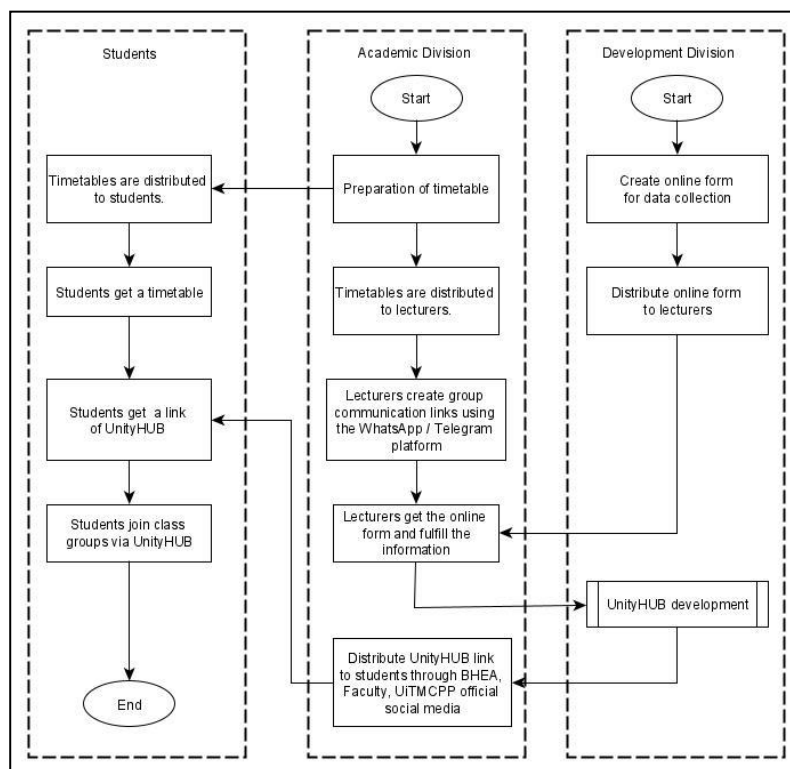 Students
Academic Division
Development Division
Start
Start
Timetables are distributed
to students.
Preparation of timetable
Create online form
for data collection
Students get a timetable
Timetables are distributed
to lecturers.
Distribute online form
to lecturers
Students get  a link
of UnityHUB
Lecturers create group
communication links using
the WhatsApp / Telegram
platform
Students join class
groups via UnityHUB
Lecturers get the online
form and fulfill the
information
UnityHUB development
Distribute UnityHUB link
to students through BHEA,
Faculty, UiTMCPP official
social media
End